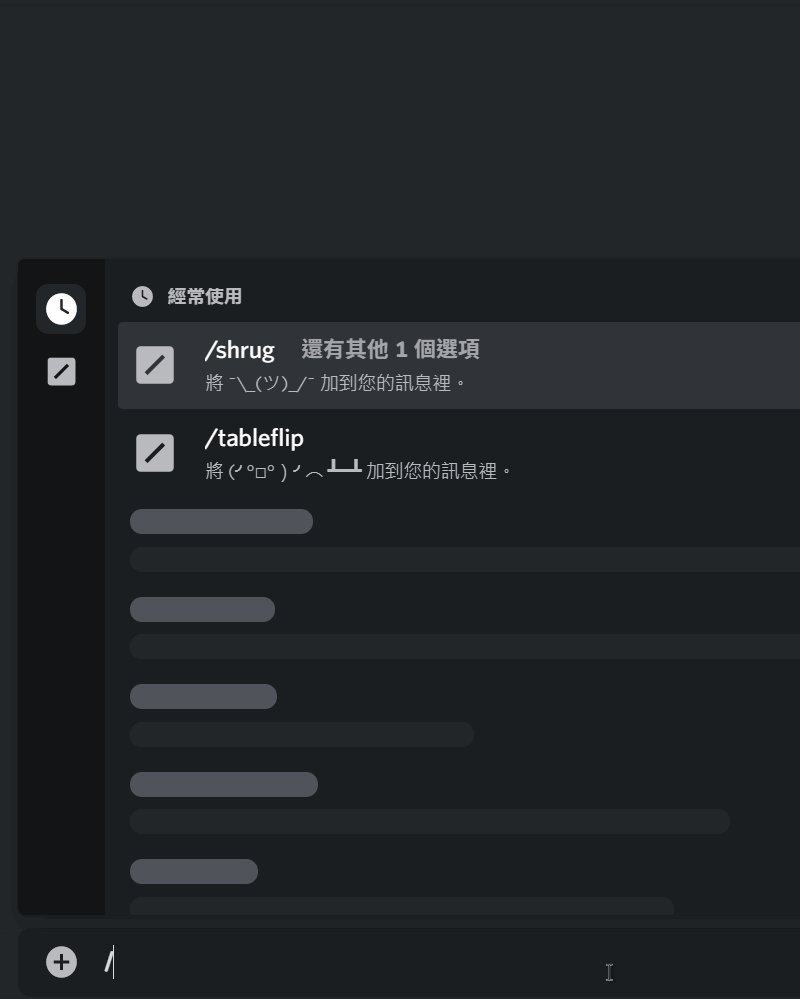 經常使用
/shrug 還有其他 1 個選項
將 ¯\_(ツ)_/¯ 加到您的訊息裡。
/tableflip
將 (╯°□°)╯︵ ┻━┻ 加到您的訊息裡。
/